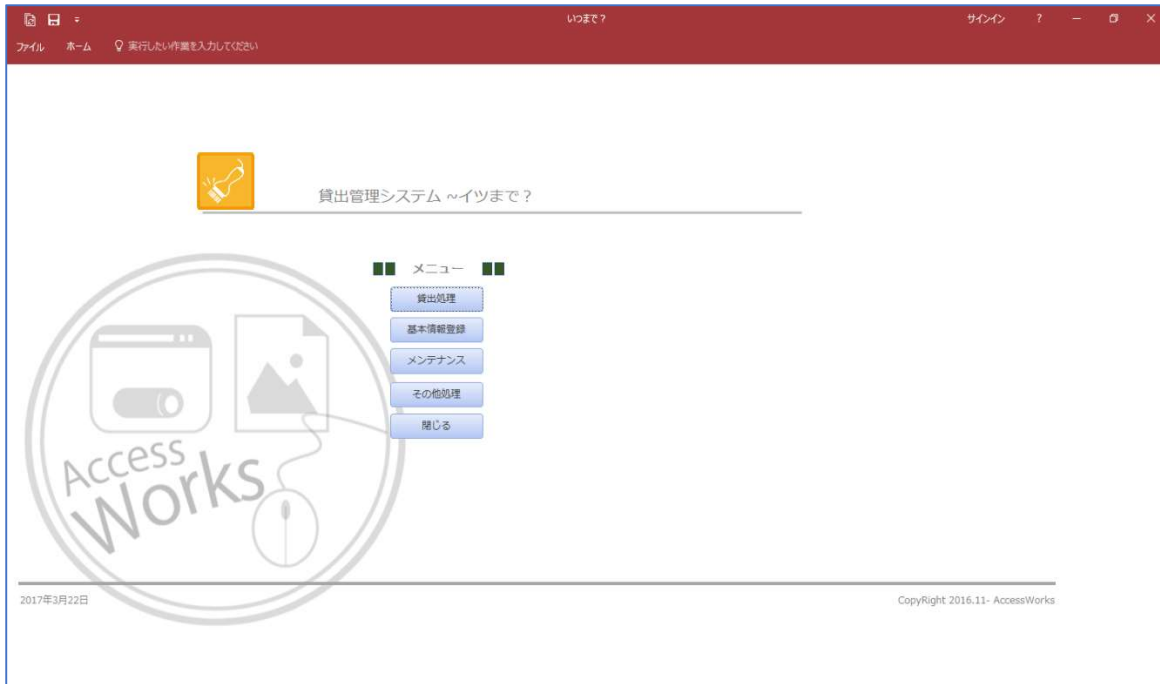 いつまで？
サインイン ?
ファイル ホーム 実行したい作業を入力してください
貸出管理システム ~イツまで？
メニュー
貸出処理
基本情報登録
メンテナンス
その他処理
閉じる
Access
Works
2017年3月22日
CopyRight 2016.11- AccessWorks